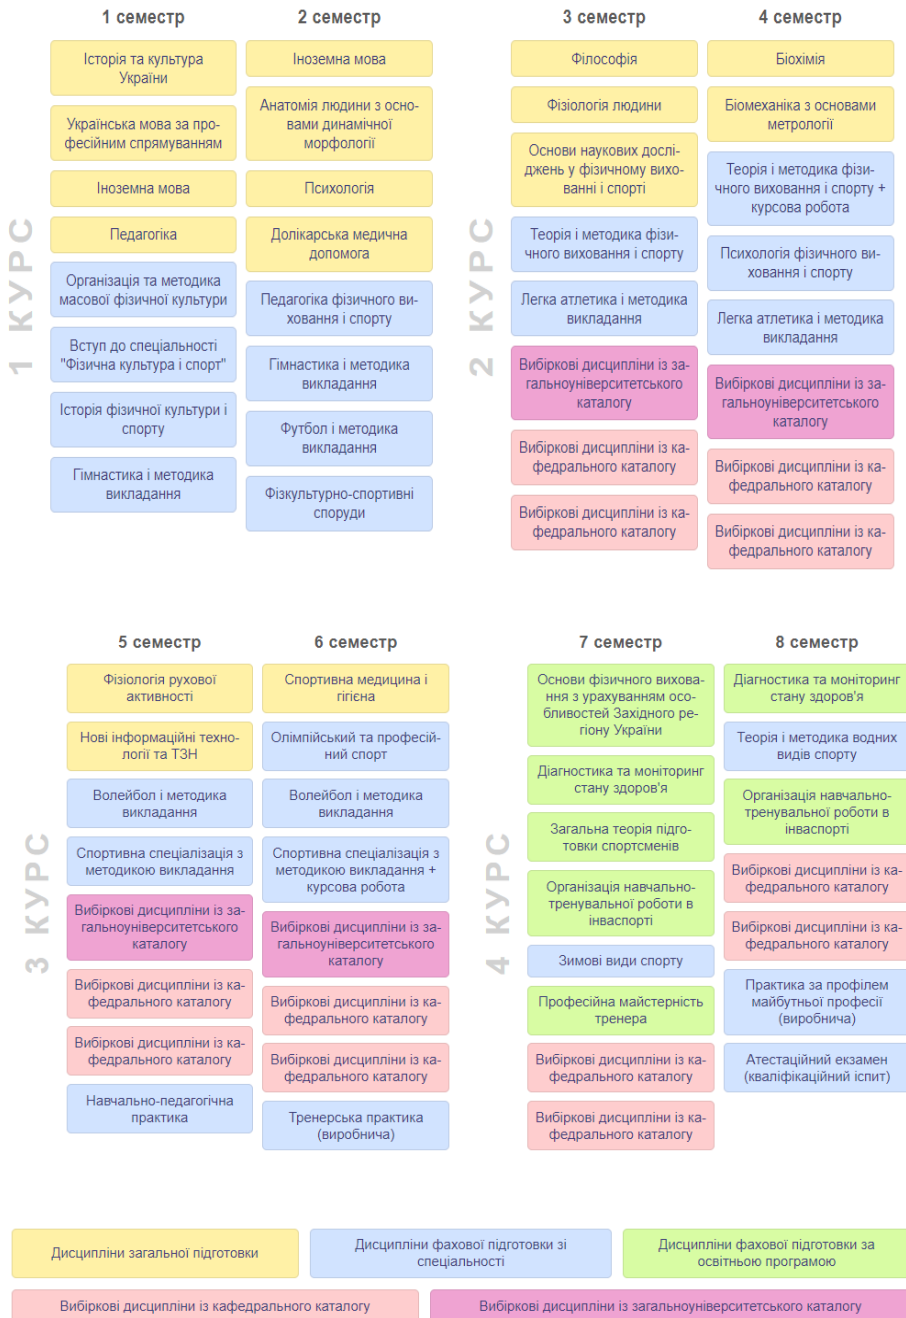 1 семестр
2 семестр
1 КУРС
Історія та культура
України
Українська мова за про-
фесійним спрямуванням
Іноземна мова
Педагогіка
Організація та методика
масової фізичної культури
Вступ до спеціальності
"Фізична культура і спорт"
Історія фізичної культури і
спорту
Гімнастика і методика
викладання
Іноземна мова
Анатомія людини з осно-
вами динамічної
морфології
Психологія
Долікарська медична
допомога
Педагогіка фізичного ви-
ховання і спорту
Гімнастика і методика
викладання
Футбол і методика
викладання
Фізкультурно-спортивні
споруди
3 семестр
4 семестр
2 КУРС
Філософія
Фізіологія людини
Основи наукових дослі-
джень у фізичному вихо-
ванні і спорті
Теорія і методика фізи-
чного виховання і спорту
Легка атлетика і методика
викладання
Вибіркові дисципліни із за-
гальноуніверситетського
каталогу
Вибіркові дисципліни із ка-
федрального каталогу
Вибіркові дисципліни із ка-
федрального каталогу
Біохімія
Біомеханіка з основами
метрології
Теорія і методика фізи-
чного виховання і спорту +
курсова робота
Психологія фізичного ви-
ховання і спорту
Легка атлетика і методика
викладання
Вибіркові дисципліни із за-
гальноуніверситетського
каталогу
Вибіркові дисципліни із ка-
федрального каталогу
Вибіркові дисципліни із ка-
федрального каталогу
5 семестр
6 семестр
3 КУРС
Фізіологія рухової
активності
Нові інформаційні техно-
логії та ТЗН
Волейбол і методика
викладання
Спортивна спеціалізація з
методикою викладання
Вибіркові дисципліни із за-
гальноуніверситетського
каталогу
Вибіркові дисципліни із ка-
федрального каталогу
Вибіркові дисципліни із ка-
федрального каталогу
Навчально-педагогічна
практика
Спортивна медицина і
гігієна
Олімпійський та професій-
ний спорт
Волейбол і методика
викладання
Спортивна спеціалізація з
методикою викладання +
курсова робота
Вибіркові дисципліни із за-
гальноуніверситетського
каталогу
Вибіркові дисципліни із ка-
федрального каталогу
Вибіркові дисципліни із ка-
федрального каталогу
Тренерська практика
(виробнича)
7 семестр
8 семестр
4 КУРС
Основи фізичного вихова-
ння з урахуванням осо-
бливостей Західного ре-
гіону України
Діагностика та моніторинг
стану здоров'я
Загальна теорія підго-
товки спортсменів
Організація навчально-
тренувальної роботи в
інваспорті
Зимові види спорту
Професійна майстерність
тренера
Вибіркові дисципліни із ка-
федрального каталогу
Вибіркові дисципліни із ка-
федрального каталогу
Діагностика та моніторинг
стану здоров'я
Теорія і методика водних
видів спорту
Організація навчально-
тренувальної роботи в
інваспорті
Вибіркові дисципліни із ка-
федрального каталогу
Вибіркові дисципліни із ка-
федрального каталогу
Практика за профілем
майбутньої професії
(виробнича)
Атестаційний екзамен
(кваліфікаційний іспит)
Дисципліни загальної підготовки
Дисципліни фахової підготовки зі
спеціальності
Дисципліни фахової підготовки за
освітньою програмою
Вибіркові дисципліни із кафедрального каталогу
Вибіркові дисципліни із загальноуніверситетського каталогу